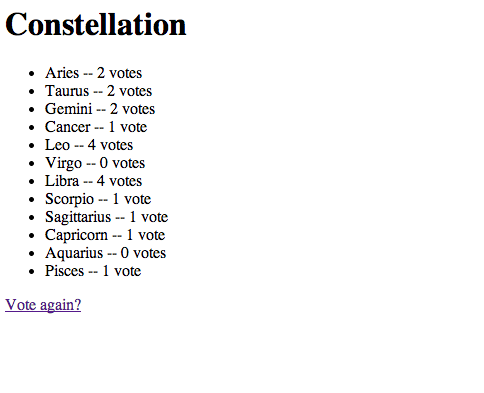 Constellation
• Aries -- 2 votes
• Taurus -- 2 votes
• Gemini -- 2 votes
• Cancer -- 1 vote
• Leo -- 4 votes
• Virgo -- 0 votes
• Libra -- 4 votes
• Scorpio -- 1 vote
• Sagittarius -- 1 vote
• Capricorn -- 1 vote
• Aquarius -- 0 votes
• Pisces -- 1 vote
Vote again?